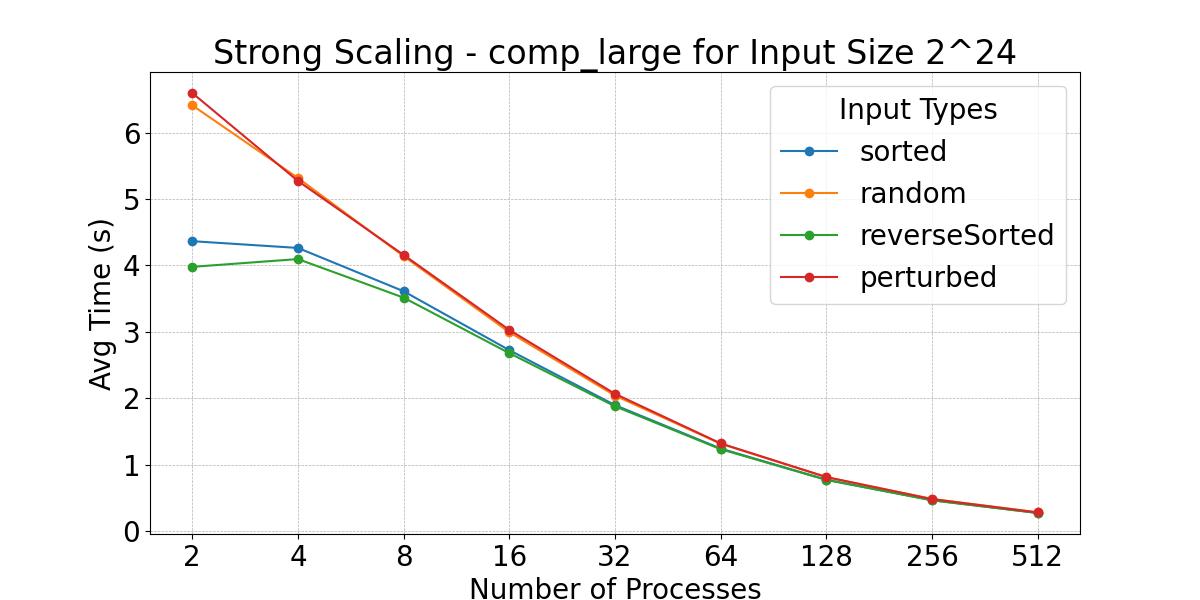 Strong Scaling - comp_large for Input Size 2^24
Avg Time (s)
6
5
4
3
2
1
0
Input Types
sorted
random
reverseSorted
perturbed
2 4 8 16 32 64 128 256 512
Number of Processes